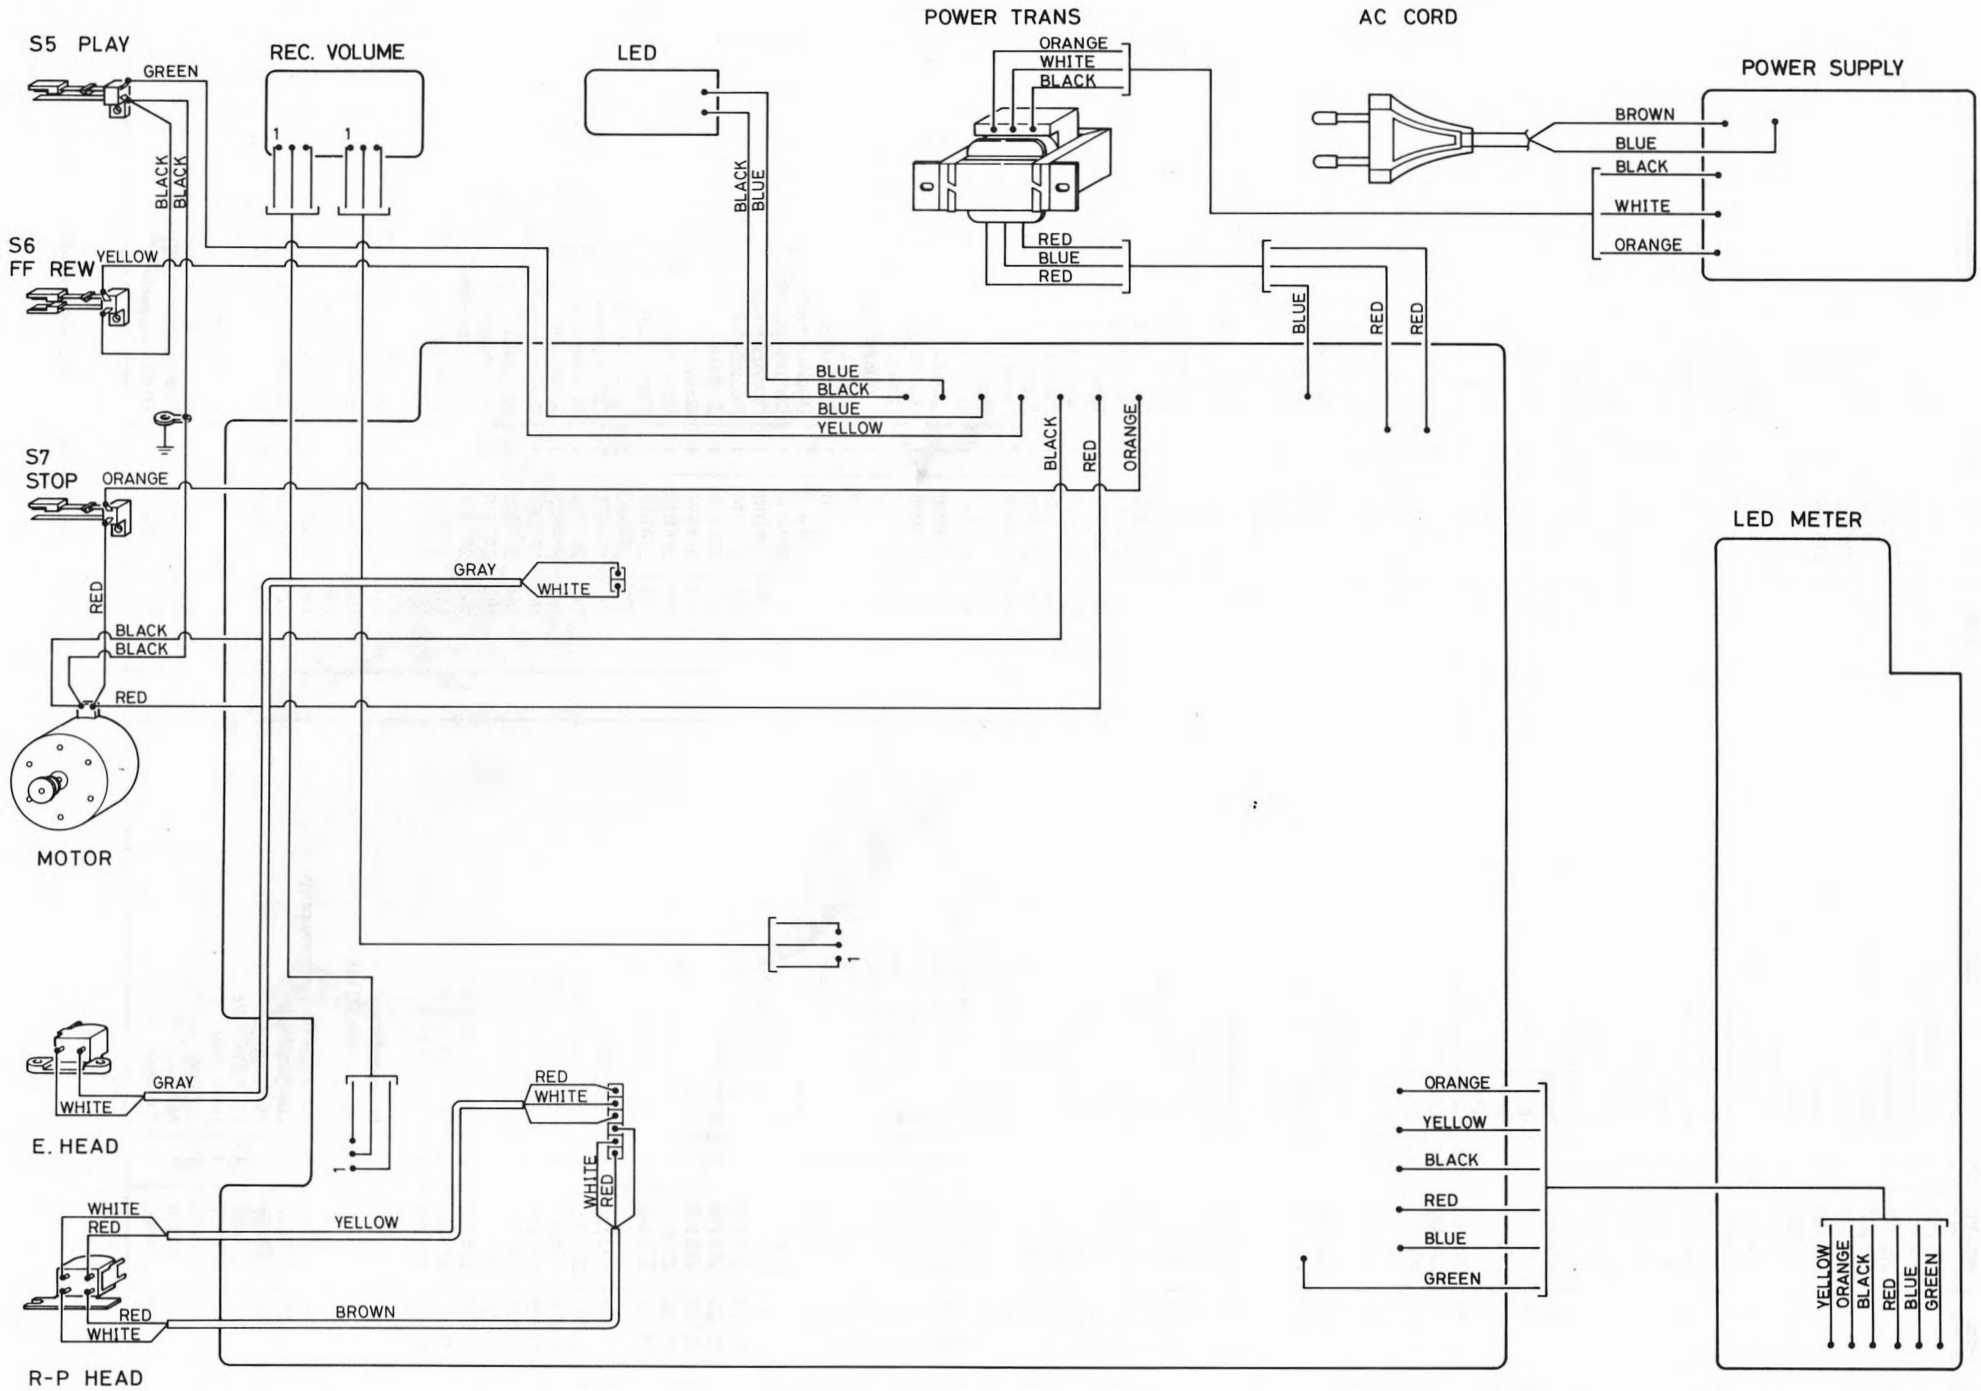 POWER TRANS
AC CORD
S5 PLAY
REC. VOLUME
LED
POWER SUPPLY
GREEN
ORANGE
WHITE
BLACK
1
1
BLACK
BLACK
BLACK
BLUE
BROWN
BLUE
BLACK
WHITE
ORANGE
S6
FF REW
YELLOW
RED
BLUE
RED
BLUE
RED
RED
BLUE
BLACK
BLUE
YELLOW
BLACK
RED
ORANGE
S7
STOP
ORANGE
LED METER
GRAY
WHITE
RED
BLACK
BLACK
RED
MOTOR
1
GRAY
WHITE
E. HEAD
1
RED
WHITE
WHITE
RED
ORANGE
YELLOW
BLACK
RED
BLUE
GREEN
WHITE
RED
YELLOW
RED
WHITE
BROWN
R-P HEAD
YELLOW
ORANGE
BLACK
RED
BLUE
GREEN